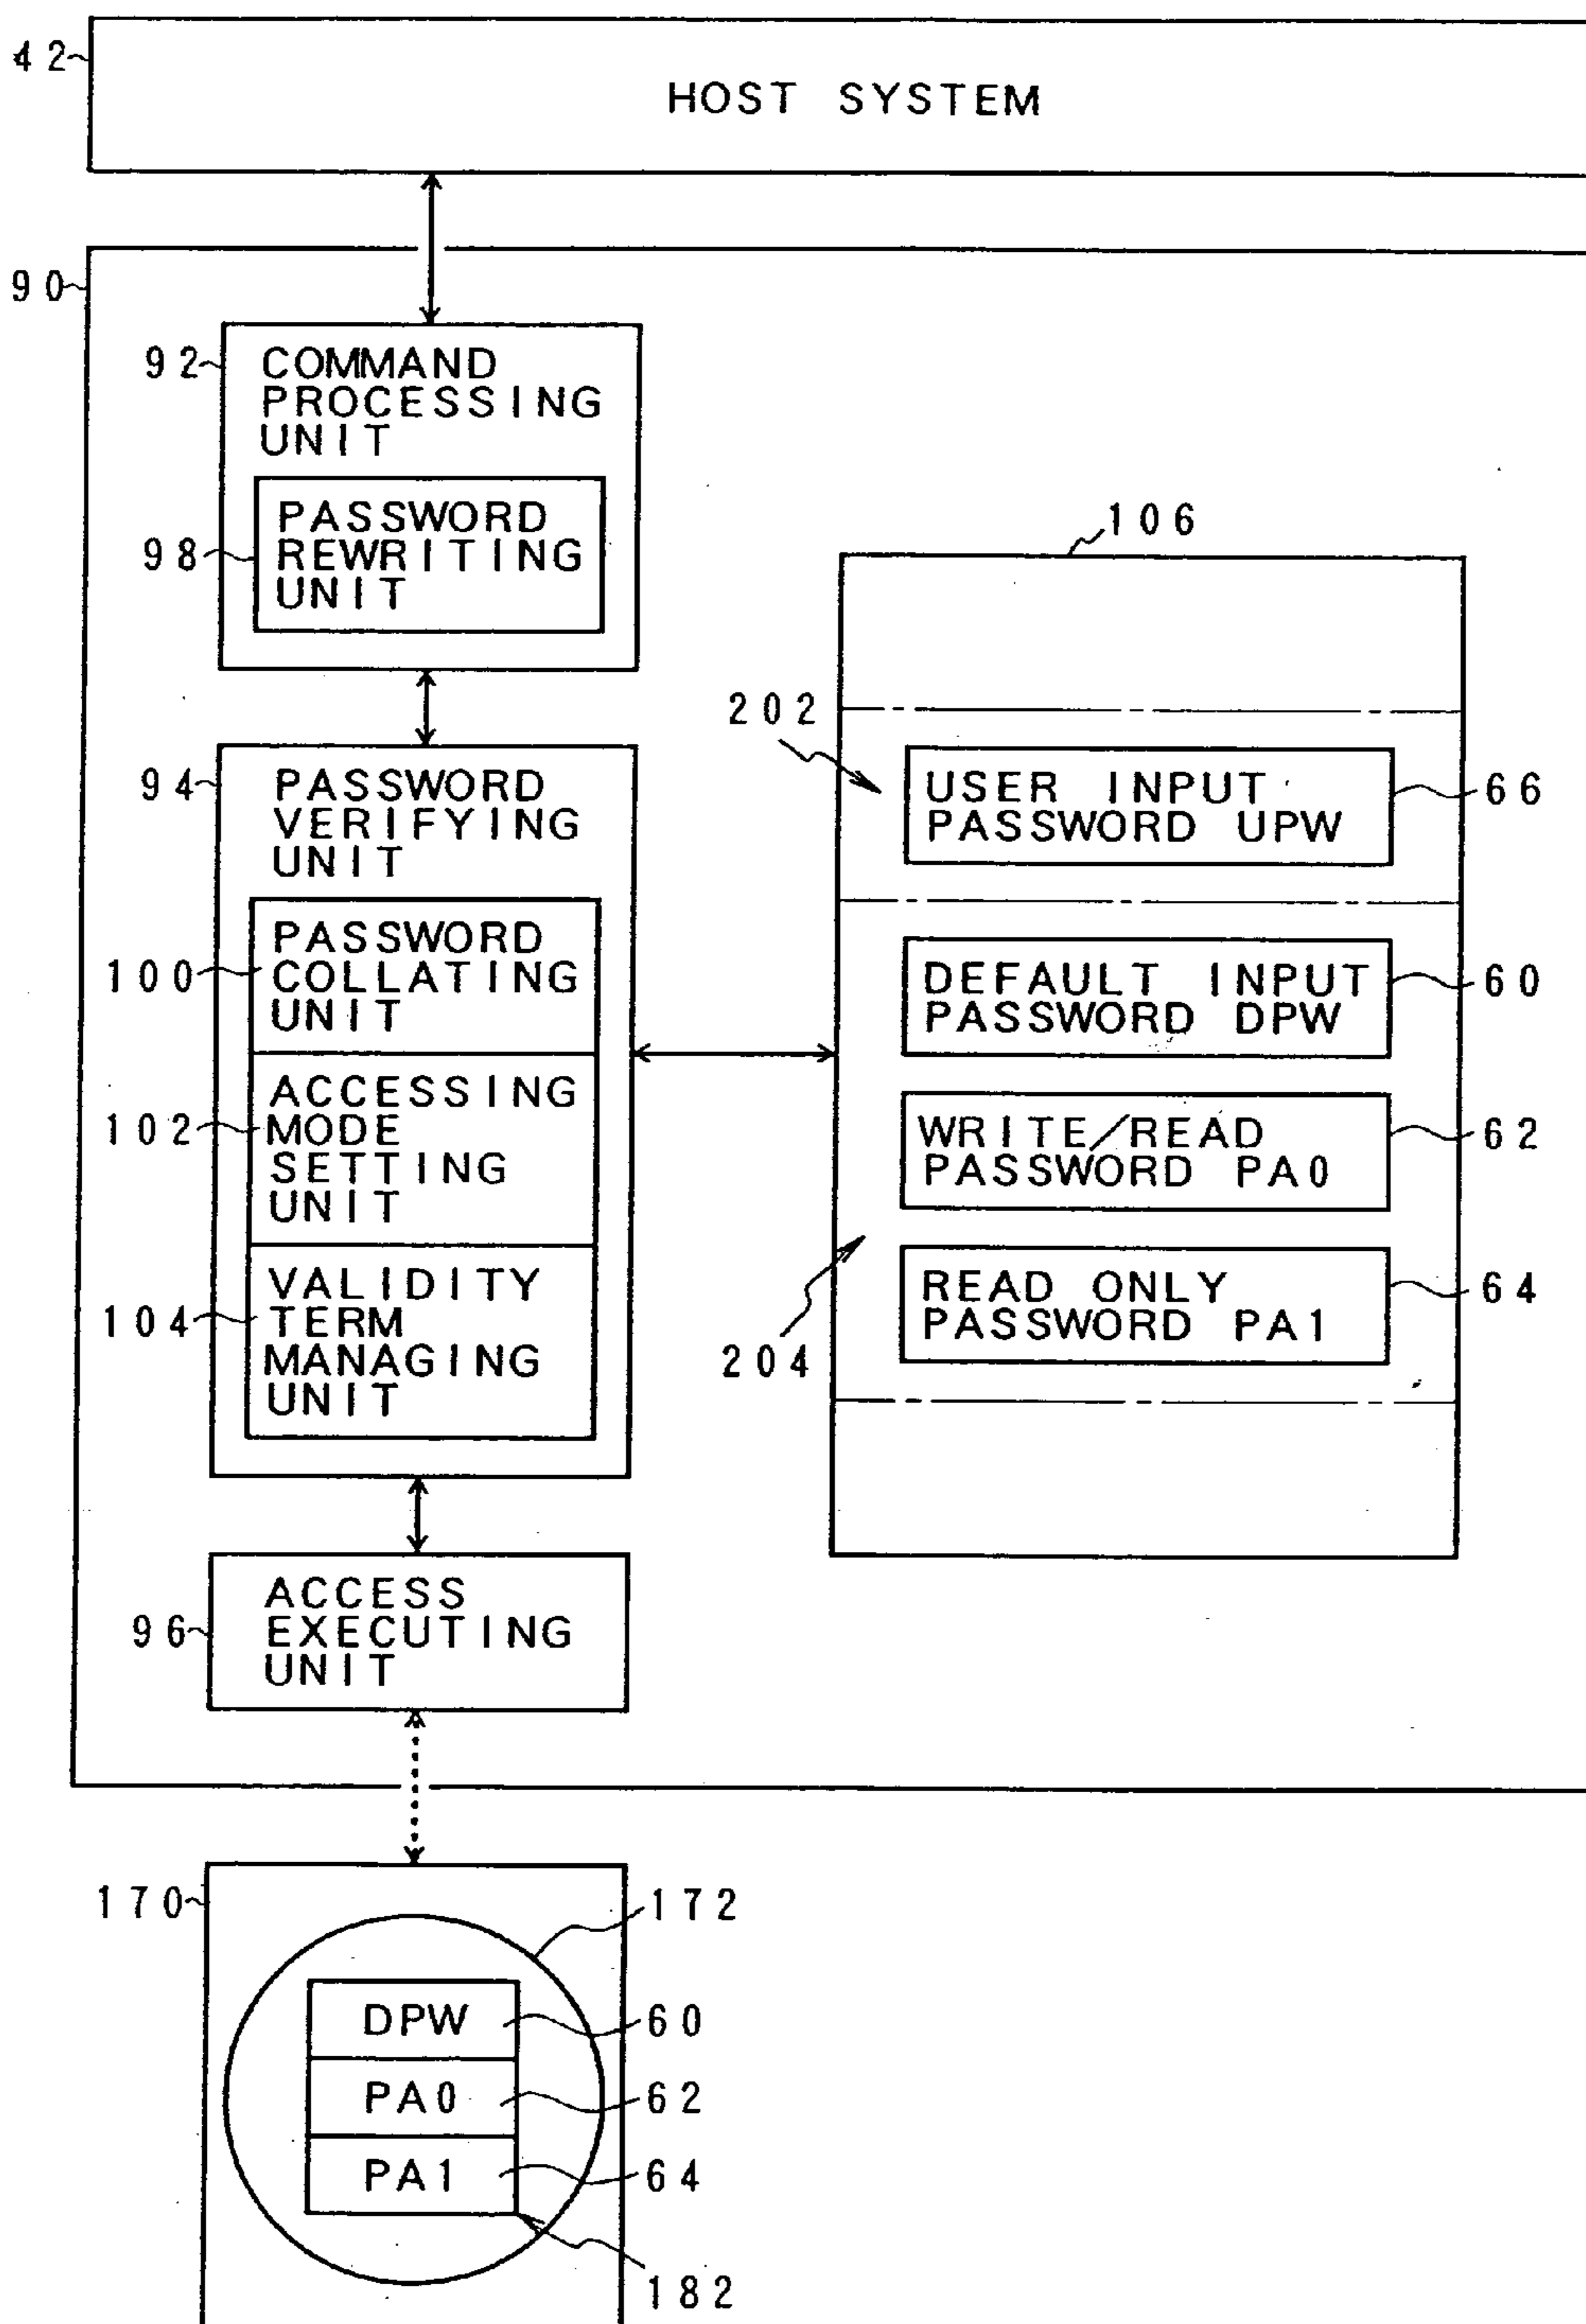 42
HOST SYSTEM
90
92
COMMAND
PROCESSING
UNIT
98
PASSWORD
REWRITING
UNIT
94
PASSWORD
VERIFYING
UNIT
100
PASSWORD
COLLATING
UNIT
102
ACCESSING
MODE
SETTING
UNIT
104
VALIDITY
TERM
MANAGING
UNIT
96
ACCESS
EXECUTING
UNIT
106
202
USER INPUT
PASSWORD UPW
66
DEFAULT INPUT
PASSWORD DPW
60
WRITE/READ
PASSWORD PA0
62
204
READ ONLY
PASSWORD PA1
64
170
172
DPW
60
PA0
62
PA1
64
182